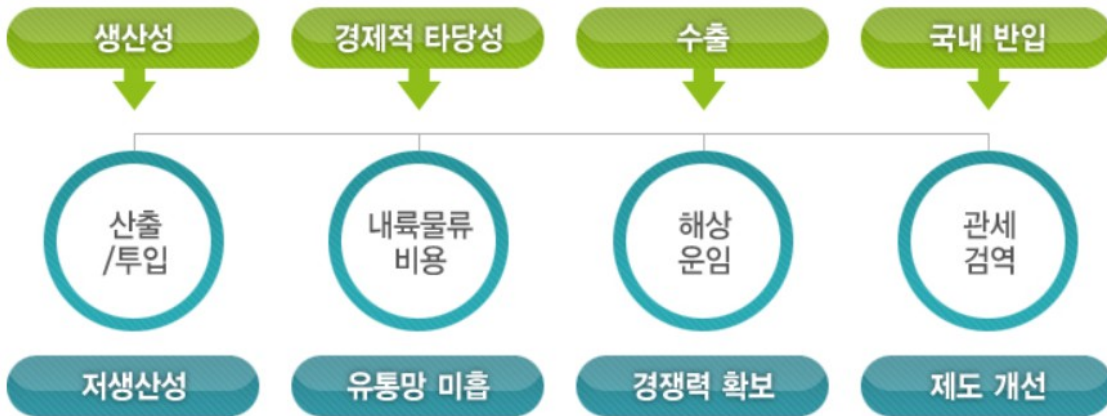 생산성
경제적 타당성
수출
국내 반입
산출
/투입
내륙물류
비용
해상
운임
관세
검역
저생산성
유통망 미흡
경쟁력 확보
제도 개선